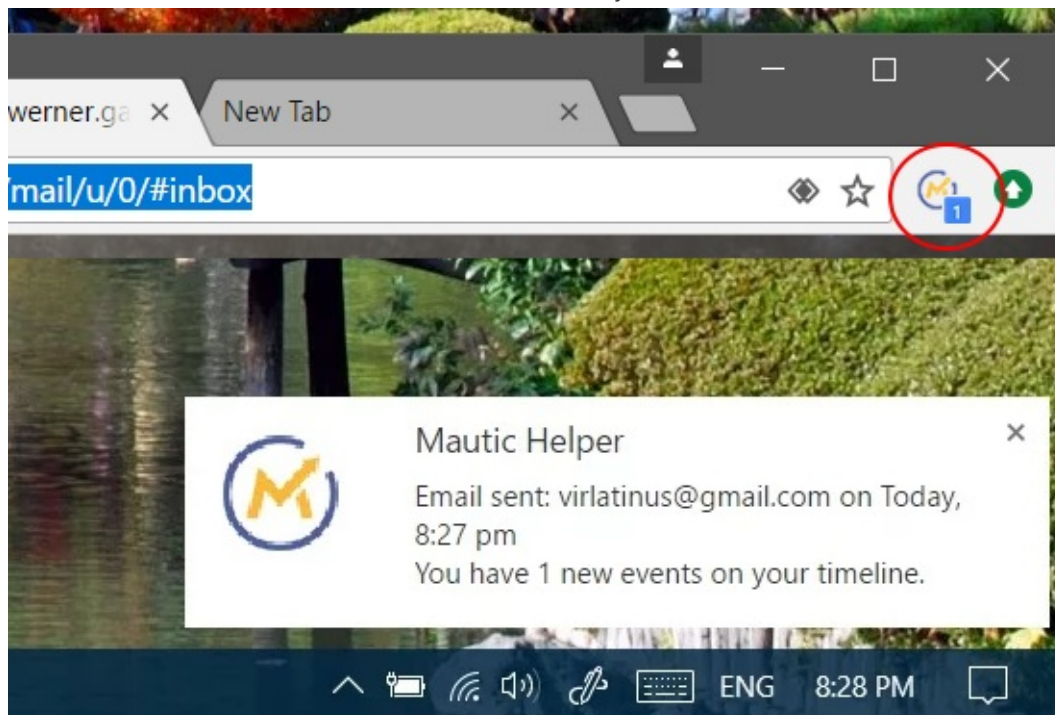 werner.ga
New Tab
/mail/u/0/#inbox
1
Mautic Helper
Email sent: virlatinus@gmail.com on Today,
8:27 pm
You have 1 new events on your timeline.
ENG 8:28 PM